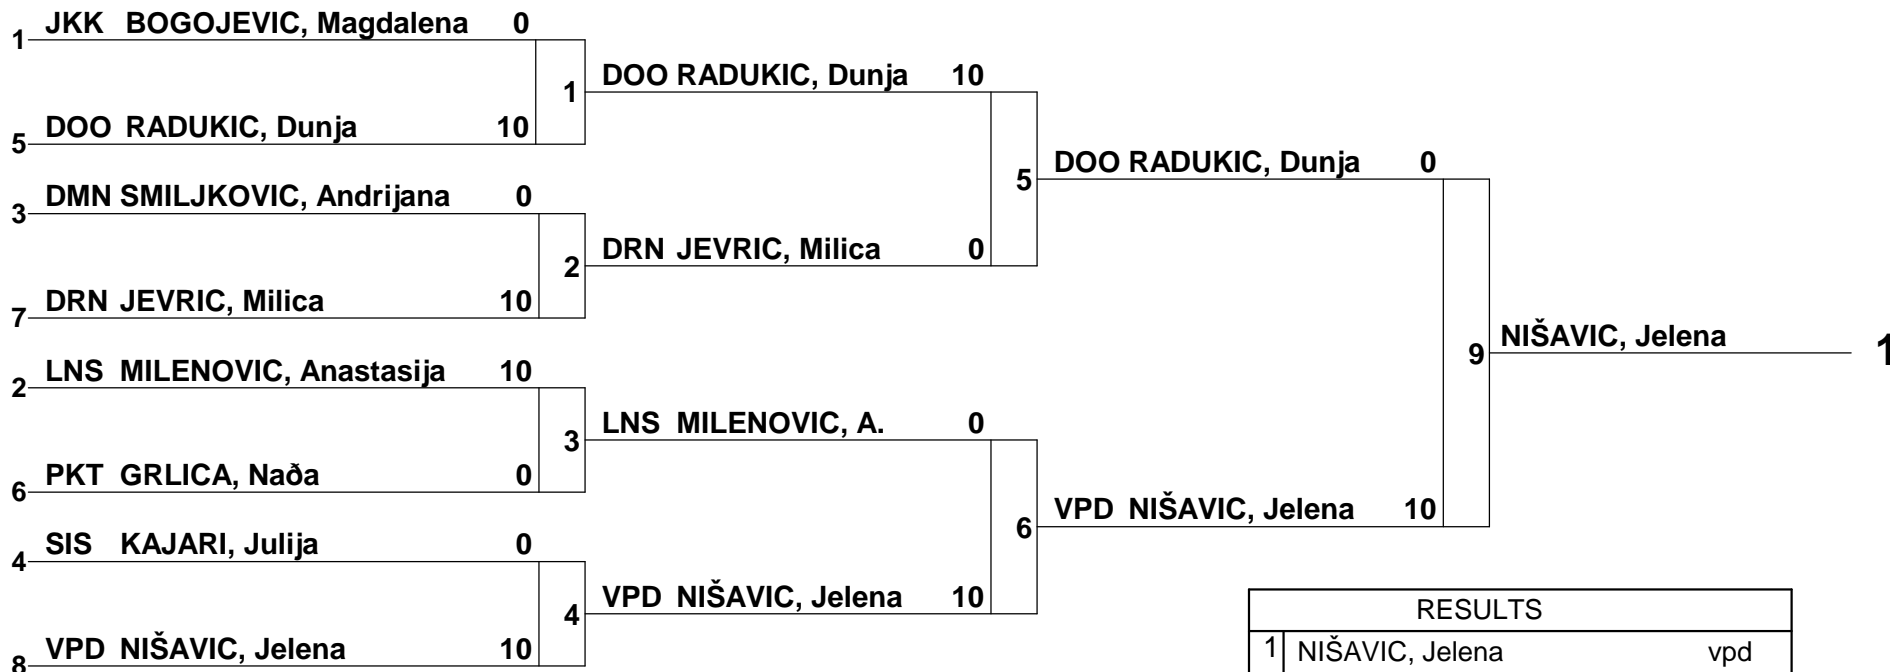 1 JKK BOGOJEVIC, Magdalena 0
1
5 DOO RADUKIC, Dunja 10
3 DMN SMILJKOVIC, Andrijana 0
2
7 DRN JEVRIC, Milica 10
2 LNS MILENOVIC, Anastasija 10
3
6 PKT GRLICA, Naða 0
4 SIS KAJARI, Julija 0
4
8 VPD NIŠAVIC, Jelena 10
DOO RADUKIC, Dunja 10
5
DRN JEVRIC, Milica 0
LNS MILENOVIC, A. 0
6
VPD NIŠAVIC, Jelena 10
DOO RADUKIC, Dunja 0
9
VPD NIŠAVIC, Jelena 10
NIŠAVIC, Jelena 1
RESULTS
1 NIŠAVIC, Jelena vpd